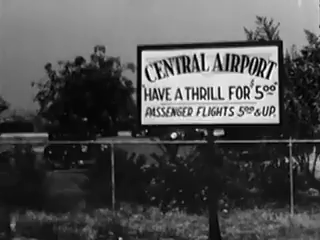 CENTRAL AIRPORT
"HAVE A THRILL FOR $5.00"
PASSENGER FLIGHTS 5.00 & UP.